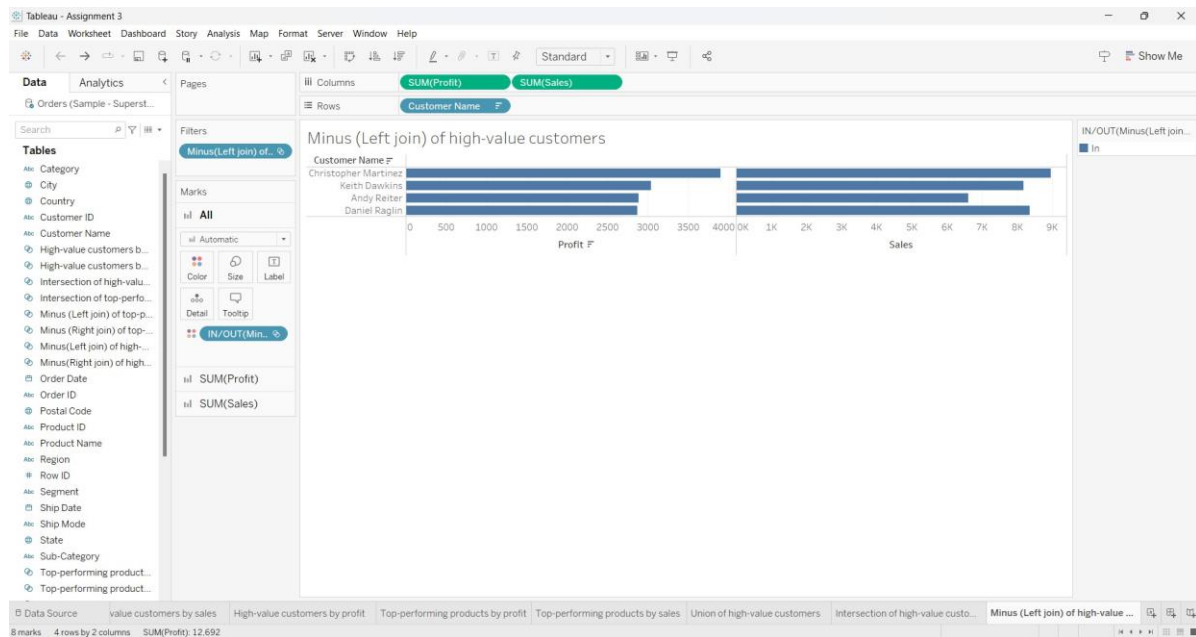 Tableau - Assignment 3
File Data Worksheet Dashboard Story Analysis Map Format Server Window Help
Standard
Show Me
Data
Analytics
Orders (Sample - Superst...
Search
Tables
Abc Category
City
Country
Abc Customer ID
Abc Customer Name
High-value customers b...
High-value customers b...
Intersection of high-valu...
Intersection of top-perfo...
Minus (Left join) of top-p...
Minus (Right join) of top-...
Minus(Left join) of high-...
Minus(Right join) of high...
Order Date
Abc Order ID
Postal Code
Abc Product ID
Abc Product Name
Abc Region
# Row ID
Abc Segment
Ship Date
Abc Ship Mode
State
Abc Sub-Category
Top-performing product...
Top-performing product...
Pages
Filters
Minus(Left join) of..
Marks
All
Automatic
Color
Size
Label
Detail
Tooltip
IN/OUT(Min..
SUM(Profit)
SUM(Sales)
Columns
SUM(Profit)
SUM(Sales)
Rows
Customer Name
Minus (Left join) of high-value customers
Customer Name
Christopher Martinez
Keith Dawkins
Andy Reiter
Daniel Raglin
0 500 1000 1500 2000 2500 3000 3500 4000
0K 1K 2K 3K 4K 5K 6K 7K 8K 9K
Profit
Sales
IN/OUT(Minus(Left join...
In
Data Source
value customers by sales
High-value customers by profit
Top-performing products by profit
Top-performing products by sales
Union of high-value customers
Intersection of high-value custo...
Minus (Left join) of high-value ...
8 marks 4 rows by 2 columns SUM(Profit): 12,692